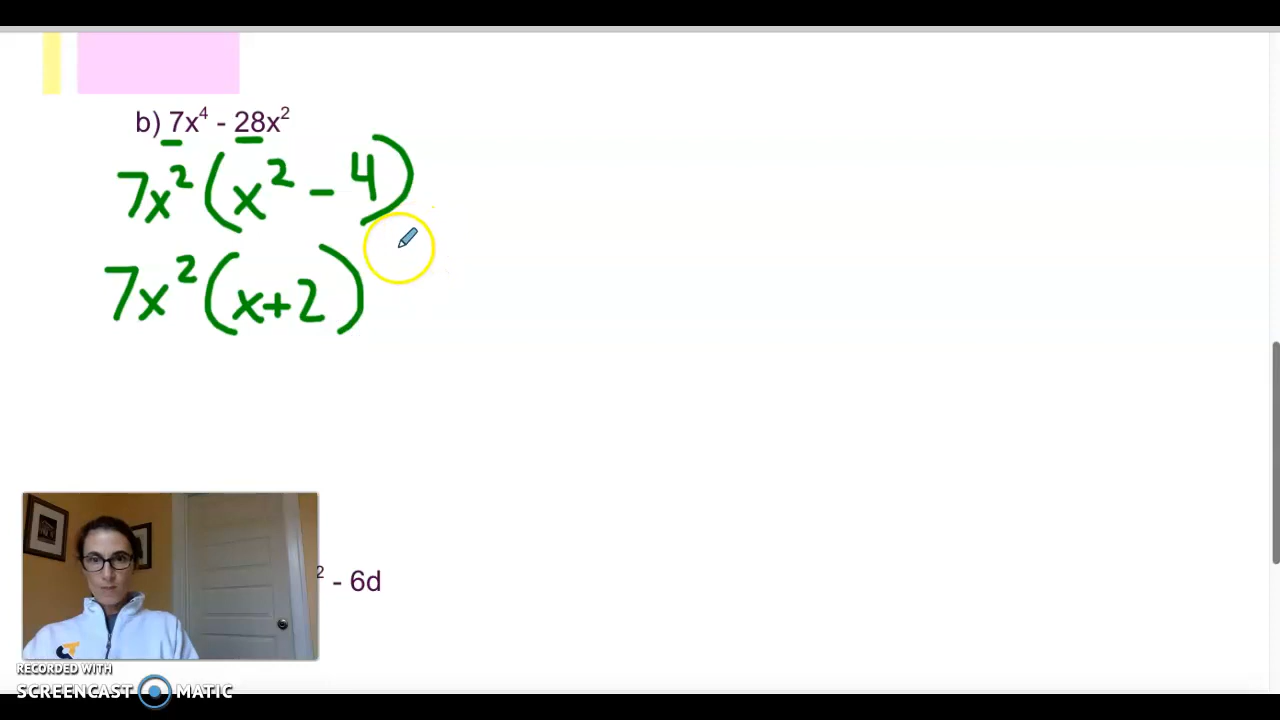 b) 7x⁴ - 28x²
7x²(x² - 4)
7x²(x+2)
² - 6d
RECORDED WITH
SCREENCAST MATIC